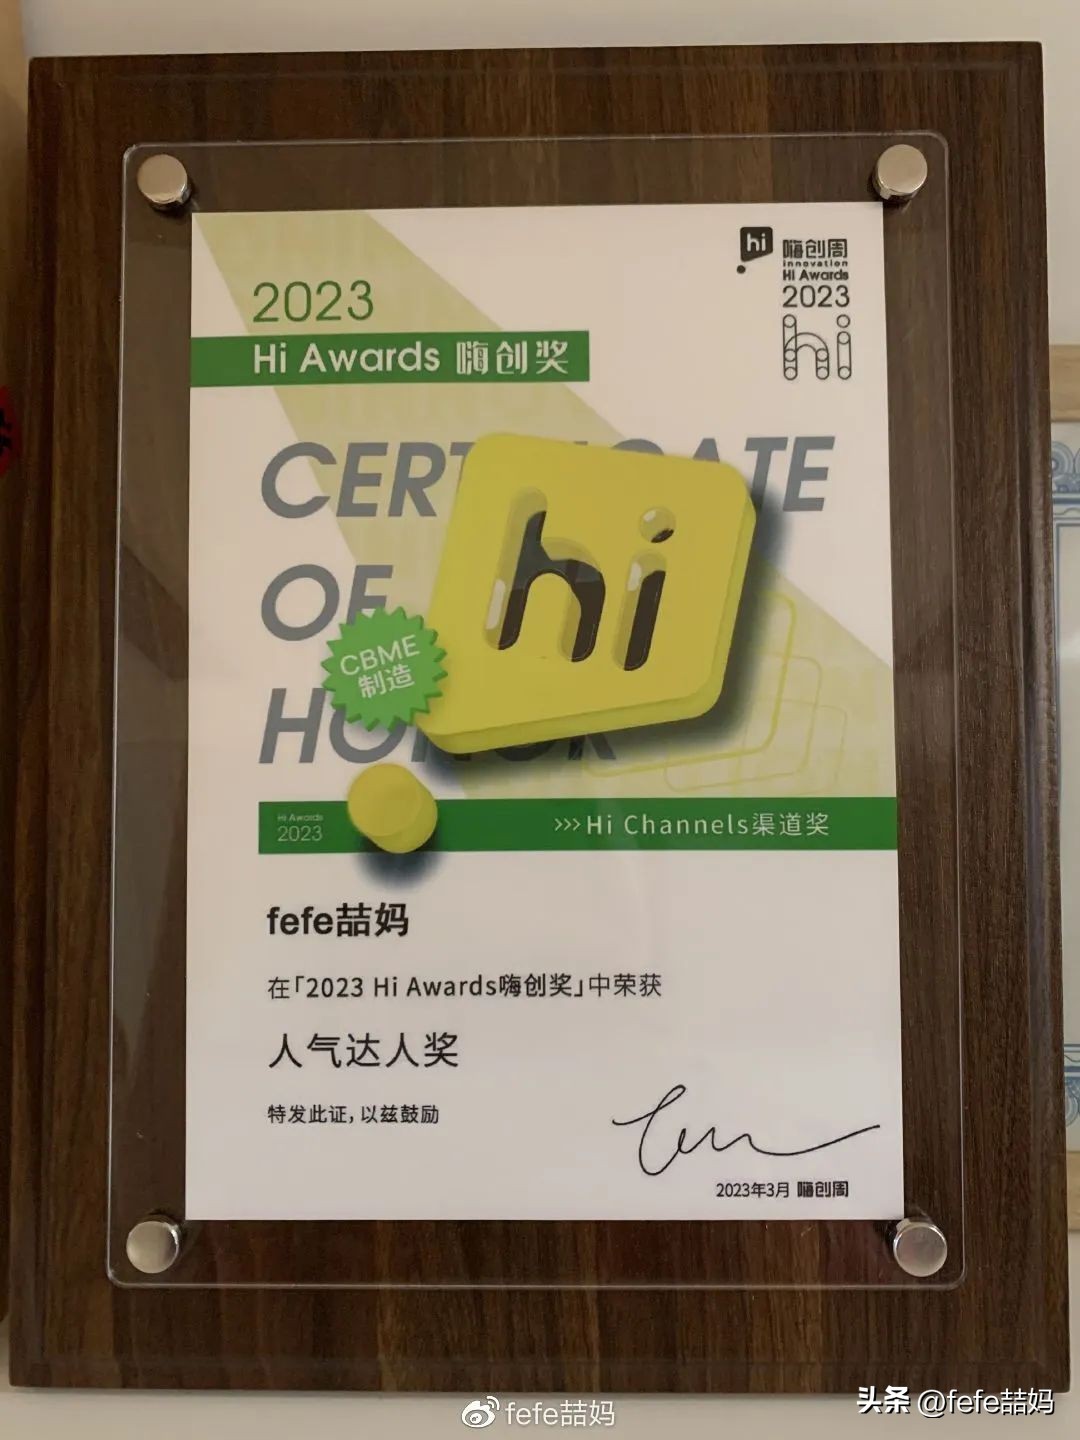 hi 嗨创周
innovation
Hi Awards
2023
hi
2023
Hi Awards 嗨创奖
CERTIFICATE
OF
HONOR
hi
CBME
制造
Hi Awards
2023
>>>Hi Channels渠道奖
fefe喆妈
在「2023 Hi Awards嗨创奖」中荣获
人气达人奖
特发此证，以兹鼓励
2023年3月 嗨创周
头条 @fefe喆妈
fefe喆妈